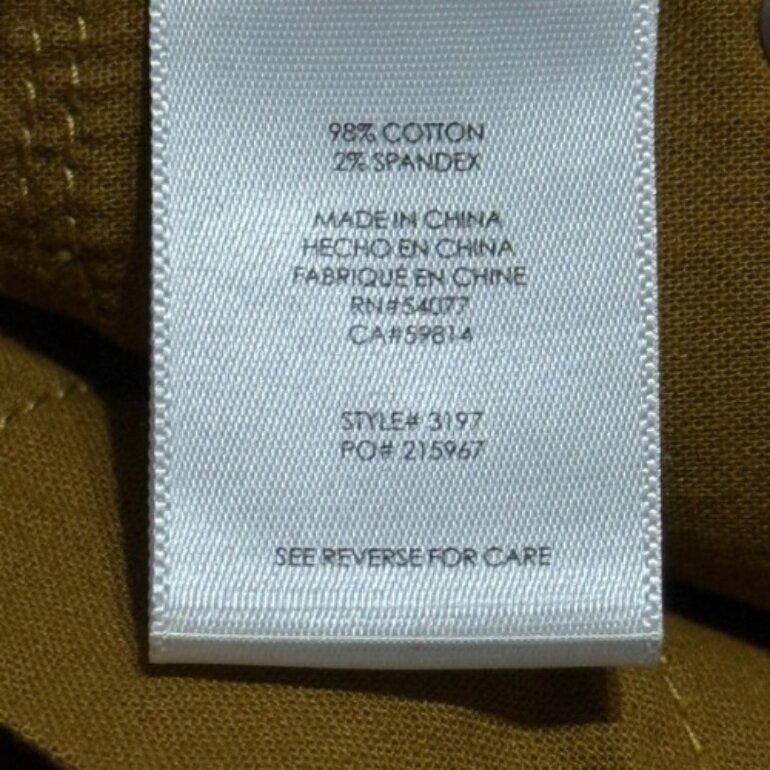 98% COTTON
2% SPANDEX
MADE IN CHINA
HECHO EN CHINA
FABRIQUÉ EN CHINE
RN#54077
CA#59814
STYLE# 3197
PO# 215967
SEE REVERSE FOR CARE